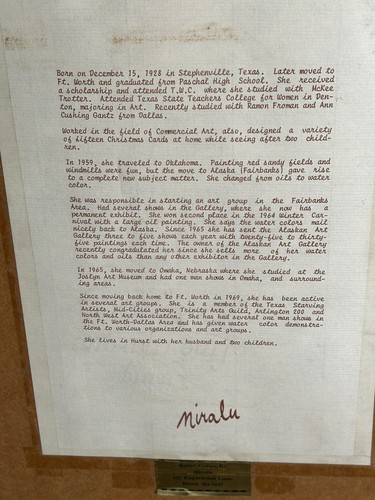 Born on December 15, 1928 in Stephenville, Texas. Later moved to
Ft. Worth and graduated from Paschal High School. She received
a scholarship and attended T.W.C. where she studied with McKee
Trotter. Attended Texas State Teachers College for Women in Den-
ton, majoring in Art. Recently studied with Ramon Froman and Ann
Cushing Gantz from Dallas.
Worked in the field of Commercial Art, also, designed a variety
of fifteen Christmas Cards at home while seeing after two child-
ren.
In 1959, she traveled to Oklahoma. Painting red sandy fields and
windmills were fun, but the move to Alaska (Fairbanks) gave rise
to a complete new subject matter. She changed from oils to water
color.
She was responsible in starting an art group in the Fairbanks
Area. Had several shows in the Gallery, where she now has a
permanent exhibit. She won second place in the 1964 Winter Car-
nival with a large oil painting. She says the water colors mail
nicely back to Alaska. Since 1965 she has sent the Alaskan Art
Gallery three to five shows each year with twenty-five to thirty-
five paintings each time. The owner of the Alaskan Art Gallery
recently congratulated her since she sells more of her water
colors and oils than any other exhibitor in the Gallery.
In 1965, she moved to Omaha, Nebraska where she studied at the
Joslyn Art Museum and had one man shows in Omaha, and surround-
ing areas.
Since moving back home to Ft. Worth in 1969, she has been active
in several art groups. She is a member of the Texas Starving
Artists, Mid-Cities group, Trinity Arts Guild, Arlington 200 and
North West Art Association. She has had several one man shows in
the Ft. Worth-Dallas Area and has given water color demonstra-
tions to various organizations and art groups.
She lives in Hurst with her husband and two children.
Niralu